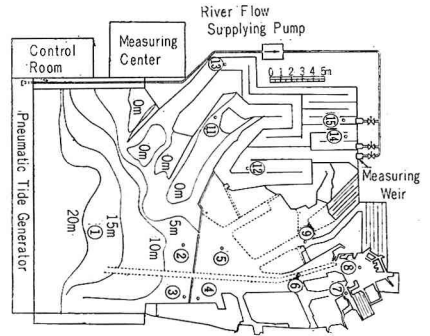 River Flow
Supplying Pump
Control
Room
Measuring
Center
0 1 2 3 4 5m
13
0m
11
15
14
0m
0m
12
0m
Measuring
Weir
Pneumatic Tide Generator
20m
1
15m
10m
5m
2
5
9
3
4
6
8
7